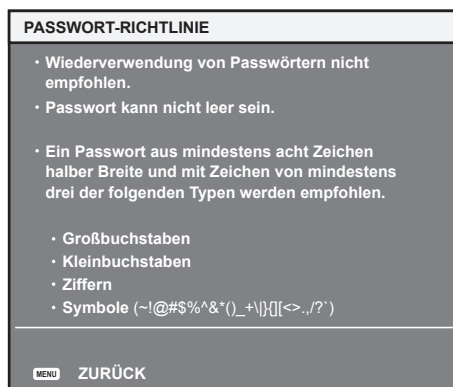 PASSWORT-RICHTLINIE
· Wiederverwendung von Passwörtern nicht
empfohlen.
· Passwort kann nicht leer sein.
· Ein Passwort aus mindestens acht Zeichen
halber Breite und mit Zeichen von mindestens
drei der folgenden Typen werden empfohlen.
· Großbuchstaben
· Kleinbuchstaben
· Ziffern
· Symbole (~!@#$%^&*()_+\|}{][<>.,/?`)
MENU ZURÜCK